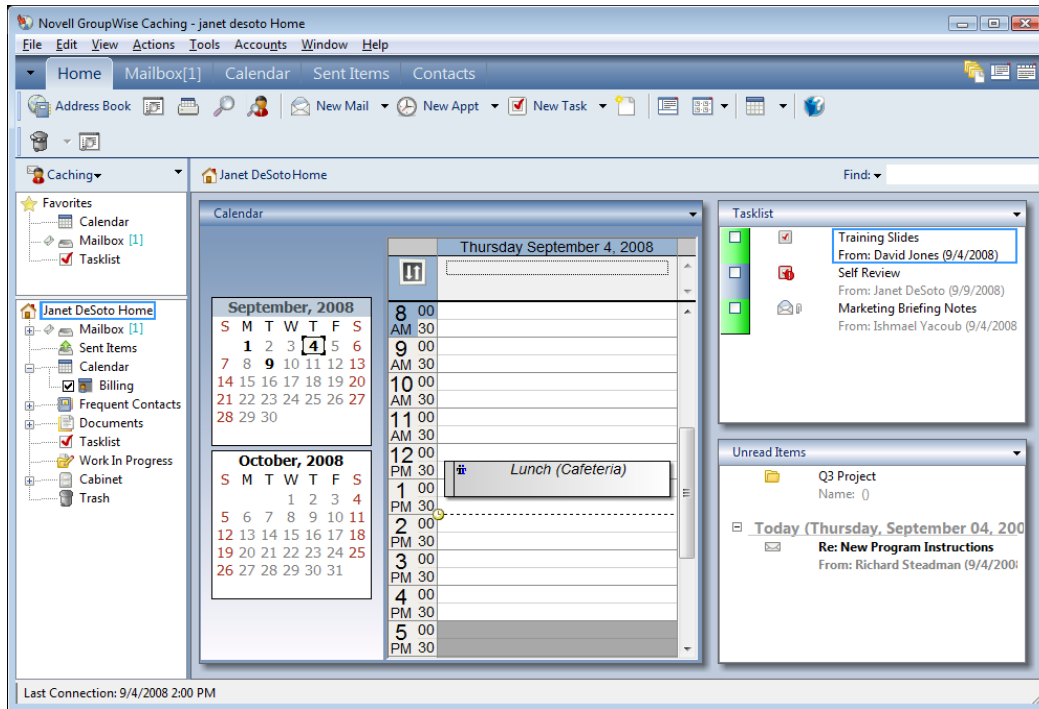 Novell GroupWise Caching - janet desoto Home
File Edit View Actions Tools Accounts Window Help
Home Mailbox[1] Calendar Sent Items Contacts
Address Book New Mail New Appt New Task
Caching
Janet DeSoto Home
Find:
Favorites
Calendar
Mailbox [1]
Tasklist
Janet DeSoto Home
Mailbox [1]
Sent Items
Calendar
Billing
Frequent Contacts
Documents
Tasklist
Work In Progress
Cabinet
Trash
Calendar
September, 2008
S M T W T F S
1 2 3 4 5 6
7 8 9 10 11 12 13
14 15 16 17 18 19 20
21 22 23 24 25 26 27
28 29 30
October, 2008
S M T W T F S
1 2 3 4
5 6 7 8 9 10 11
12 13 14 15 16 17 18
19 20 21 22 23 24 25
26 27 28 29 30 31
Thursday September 4, 2008
8 00
AM 30
9 00
AM 30
10 00
AM 30
11 00
AM 30
12 00
PM 30
Lunch (Cafeteria)
1 00
PM 30
2 00
PM 30
3 00
PM 30
4 00
PM 30
5 00
PM 30
Tasklist
Training Slides
From: David Jones (9/4/2008)
Self Review
From: Janet DeSoto (9/9/2008)
Marketing Briefing Notes
From: Ishmael Yacoub (9/4/2008
Unread Items
Q3 Project
Name: ()
Today (Thursday, September 04, 200
Re: New Program Instructions
From: Richard Steadman (9/4/200
Last Connection: 9/4/2008 2:00 PM